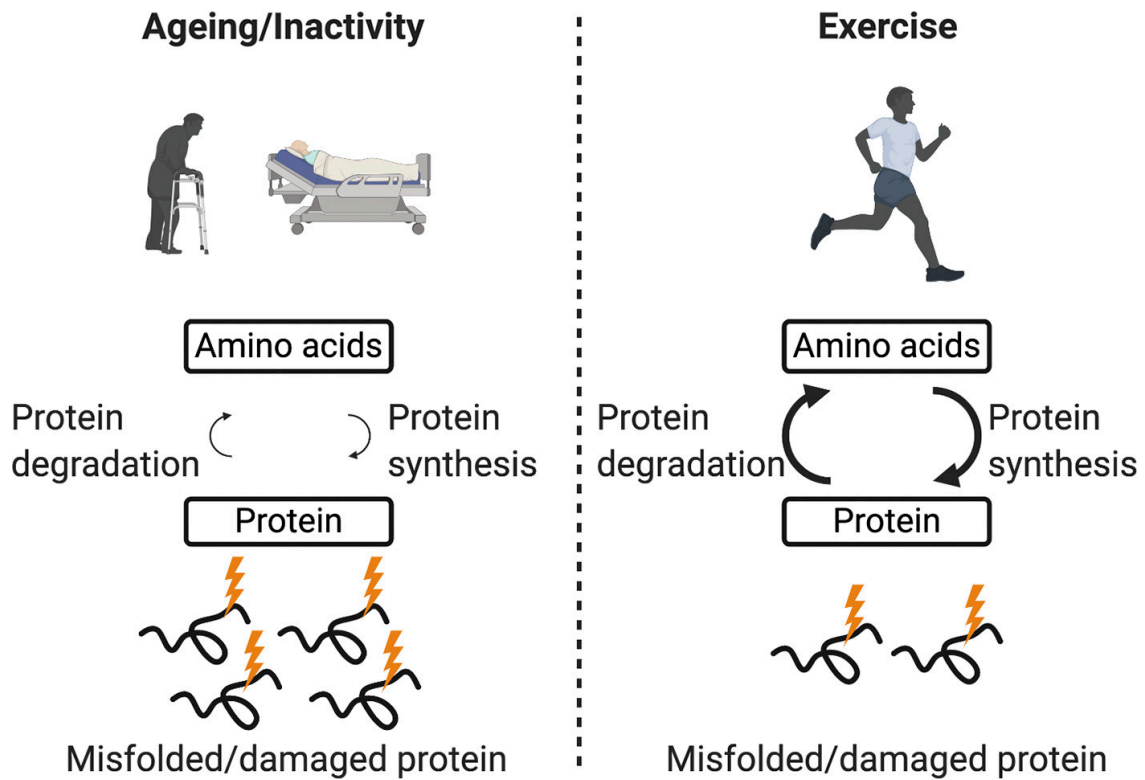 Ageing/Inactivity
Amino acids
Protein
degradation
Protein
synthesis
Protein
Misfolded/damaged protein
Exercise
Amino acids
Protein
degradation
Protein
synthesis
Protein
Misfolded/damaged protein